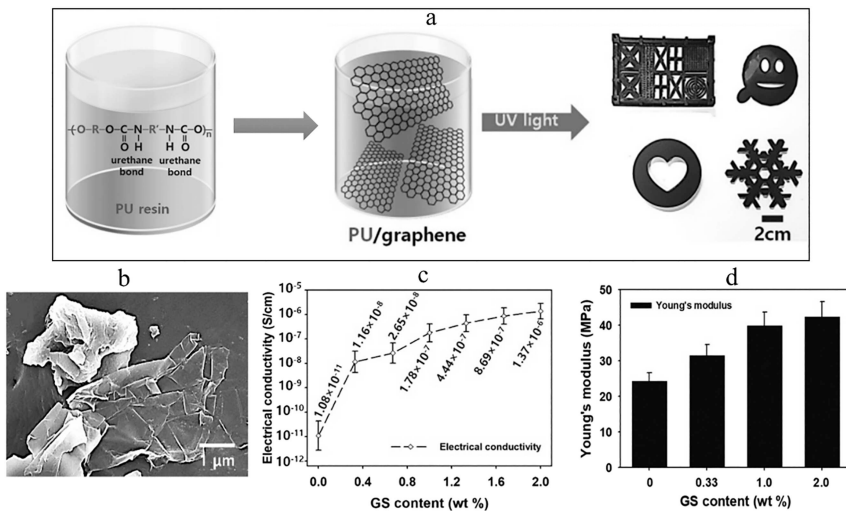 a
( O R O C N R' N C O )n
O H H O
urethane bond urethane bond
PU resin
PU/graphene
UV light
2cm
b
1 μm
c
Electrical conductivity (S/cm)
10⁻⁵
10⁻⁶
10⁻⁷
10⁻⁸
10⁻⁹
10⁻¹⁰
10⁻¹¹
10⁻¹²
1.08×10⁻¹¹
1.16×10⁻⁸
2.65×10⁻⁸
1.78×10⁻⁷
4.44×10⁻⁷
8.69×10⁻⁷
1.37×10⁻⁶
Electrical conductivity
0.0 0.4 0.8 1.2 1.6 2.0
GS content (wt %)
d
Young's modulus (MPa)
50
40
30
20
10
0
Young's modulus
0 0.33 1.0 2.0
GS content (wt %)